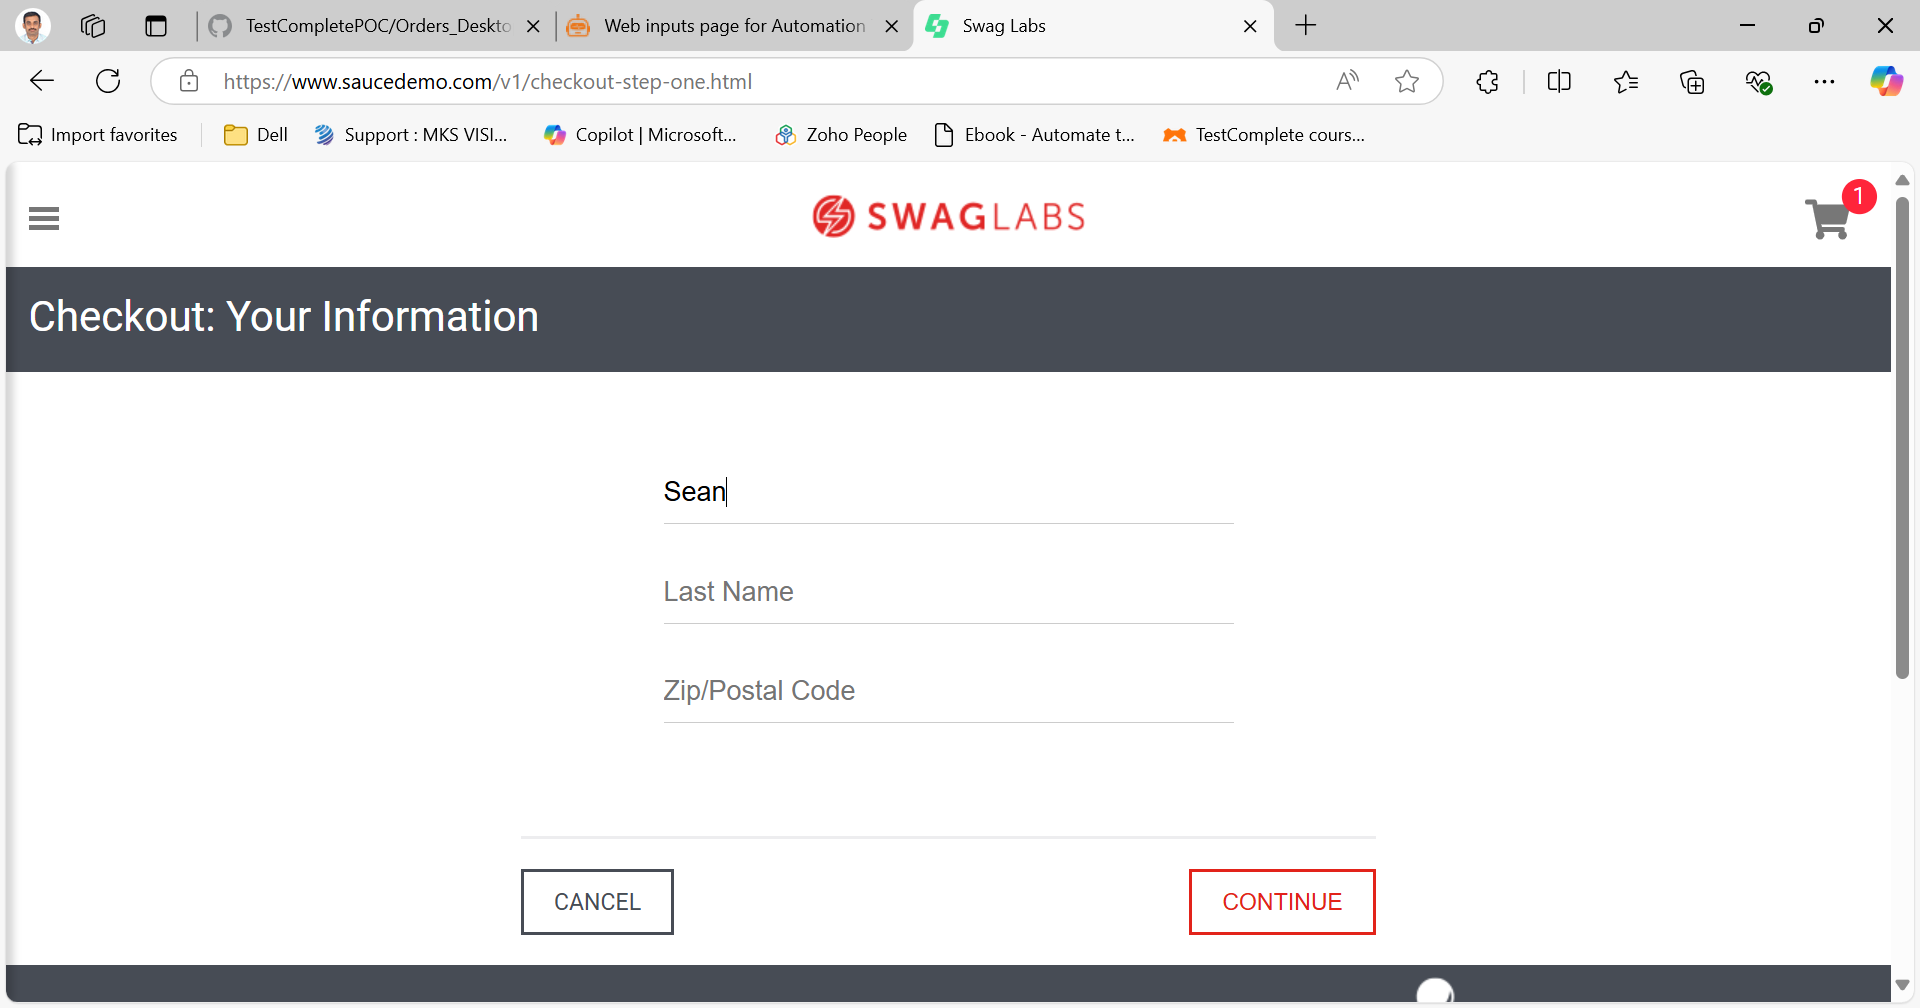 TestCompletePOC/Orders_Deskto
Web inputs page for Automation
Swag Labs
https://www.saucedemo.com/v1/checkout-step-one.html
Import favorites
Dell
Support : MKS VISI...
Copilot | Microsoft...
Zoho People
Ebook - Automate t...
TestComplete cours...
SWAGLABS
1
Checkout: Your Information
Sean
Last Name
Zip/Postal Code
CANCEL
CONTINUE